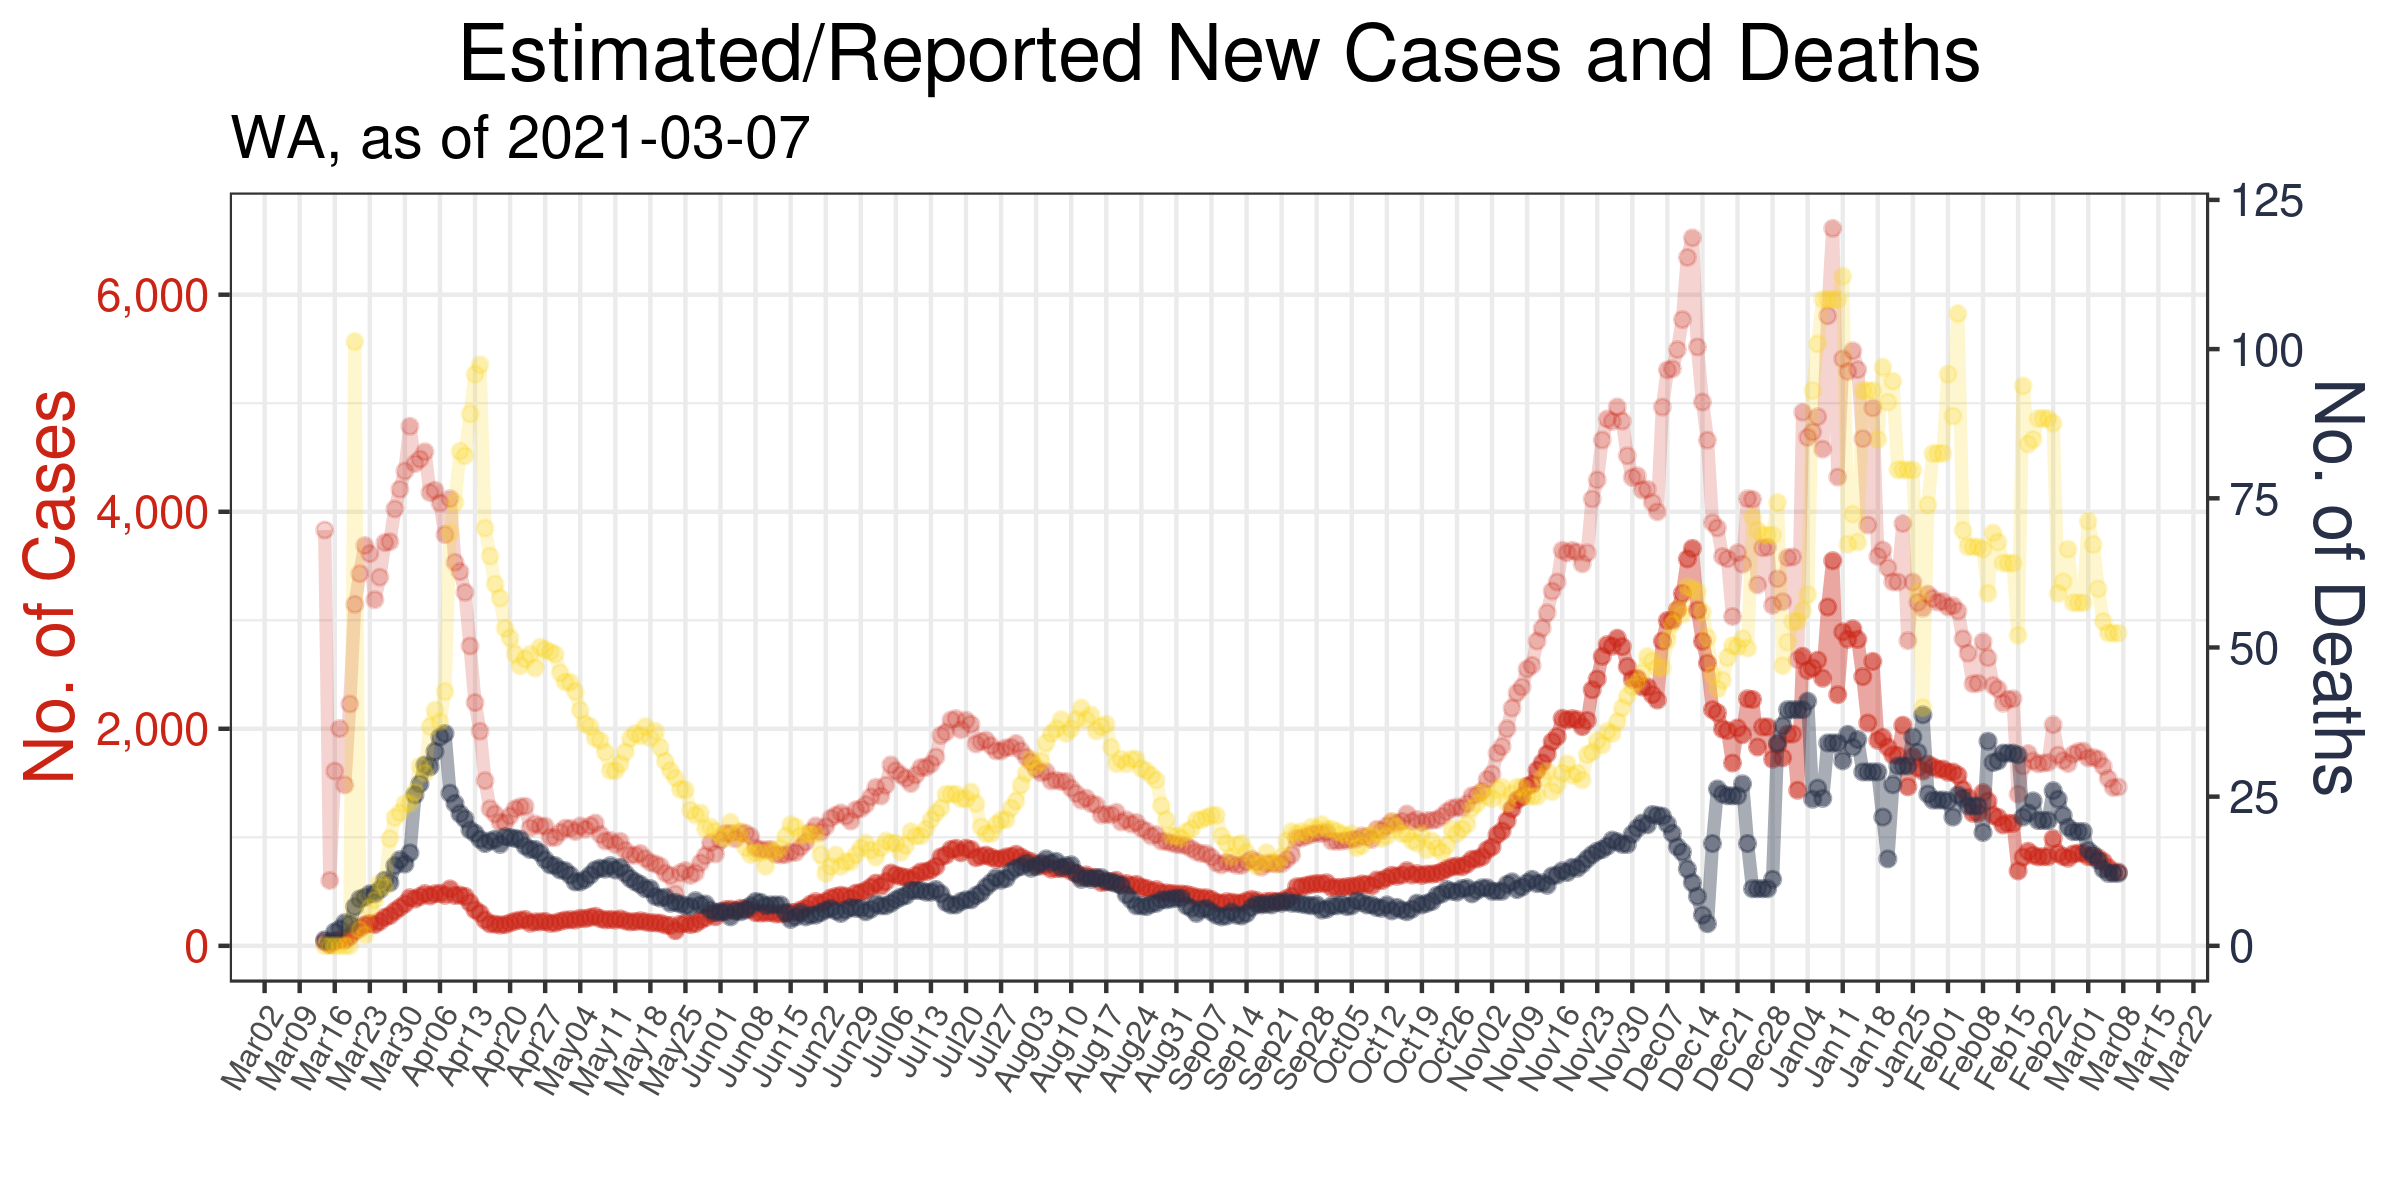 Estimated/Reported New Cases and Deaths
WA, as of 2021-03-07
No. of Cases
6,000
4,000
2,000
0
125
100
75
50
25
0
No. of Deaths
Mar02
Mar09
Mar16
Mar23
Mar30
Apr06
Apr13
Apr20
Apr27
May04
May11
May18
May25
Jun01
Jun08
Jun15
Jun22
Jun29
Jul06
Jul13
Jul20
Jul27
Aug03
Aug10
Aug17
Aug24
Aug31
Sep07
Sep14
Sep21
Sep28
Oct05
Oct12
Oct19
Oct26
Nov02
Nov09
Nov16
Nov23
Nov30
Dec07
Dec14
Dec21
Dec28
Jan04
Jan11
Jan18
Jan25
Feb01
Feb08
Feb15
Feb22
Mar01
Mar08
Mar15
Mar22